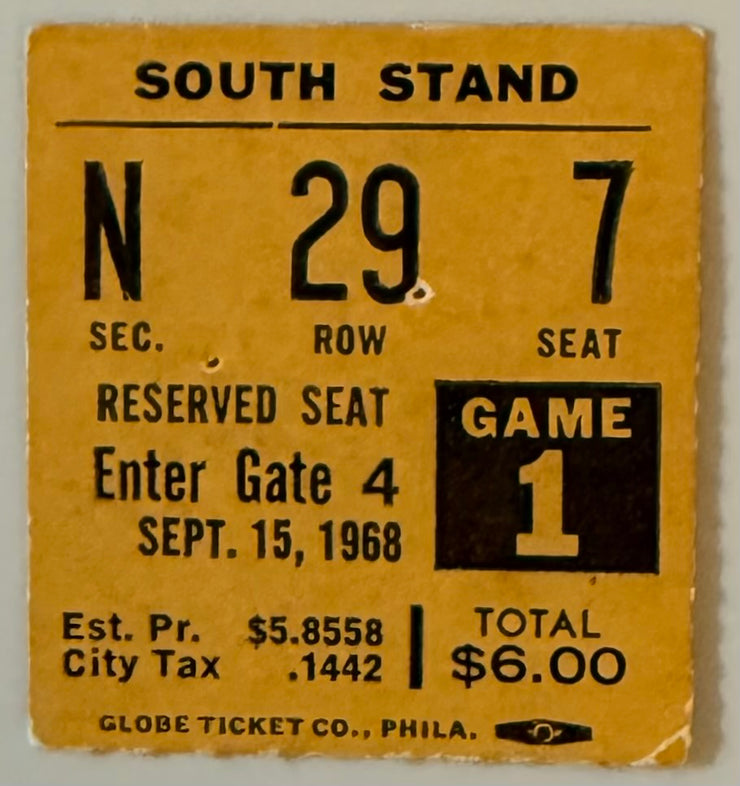 SOUTH STAND
N 29 7
SEC. ROW SEAT
RESERVED SEAT
GAME
1
Enter Gate 4
SEPT. 15, 1968
Est. Pr. $5.8558
City Tax .1442
TOTAL
$6.00
GLOBE TICKET CO., PHILA.